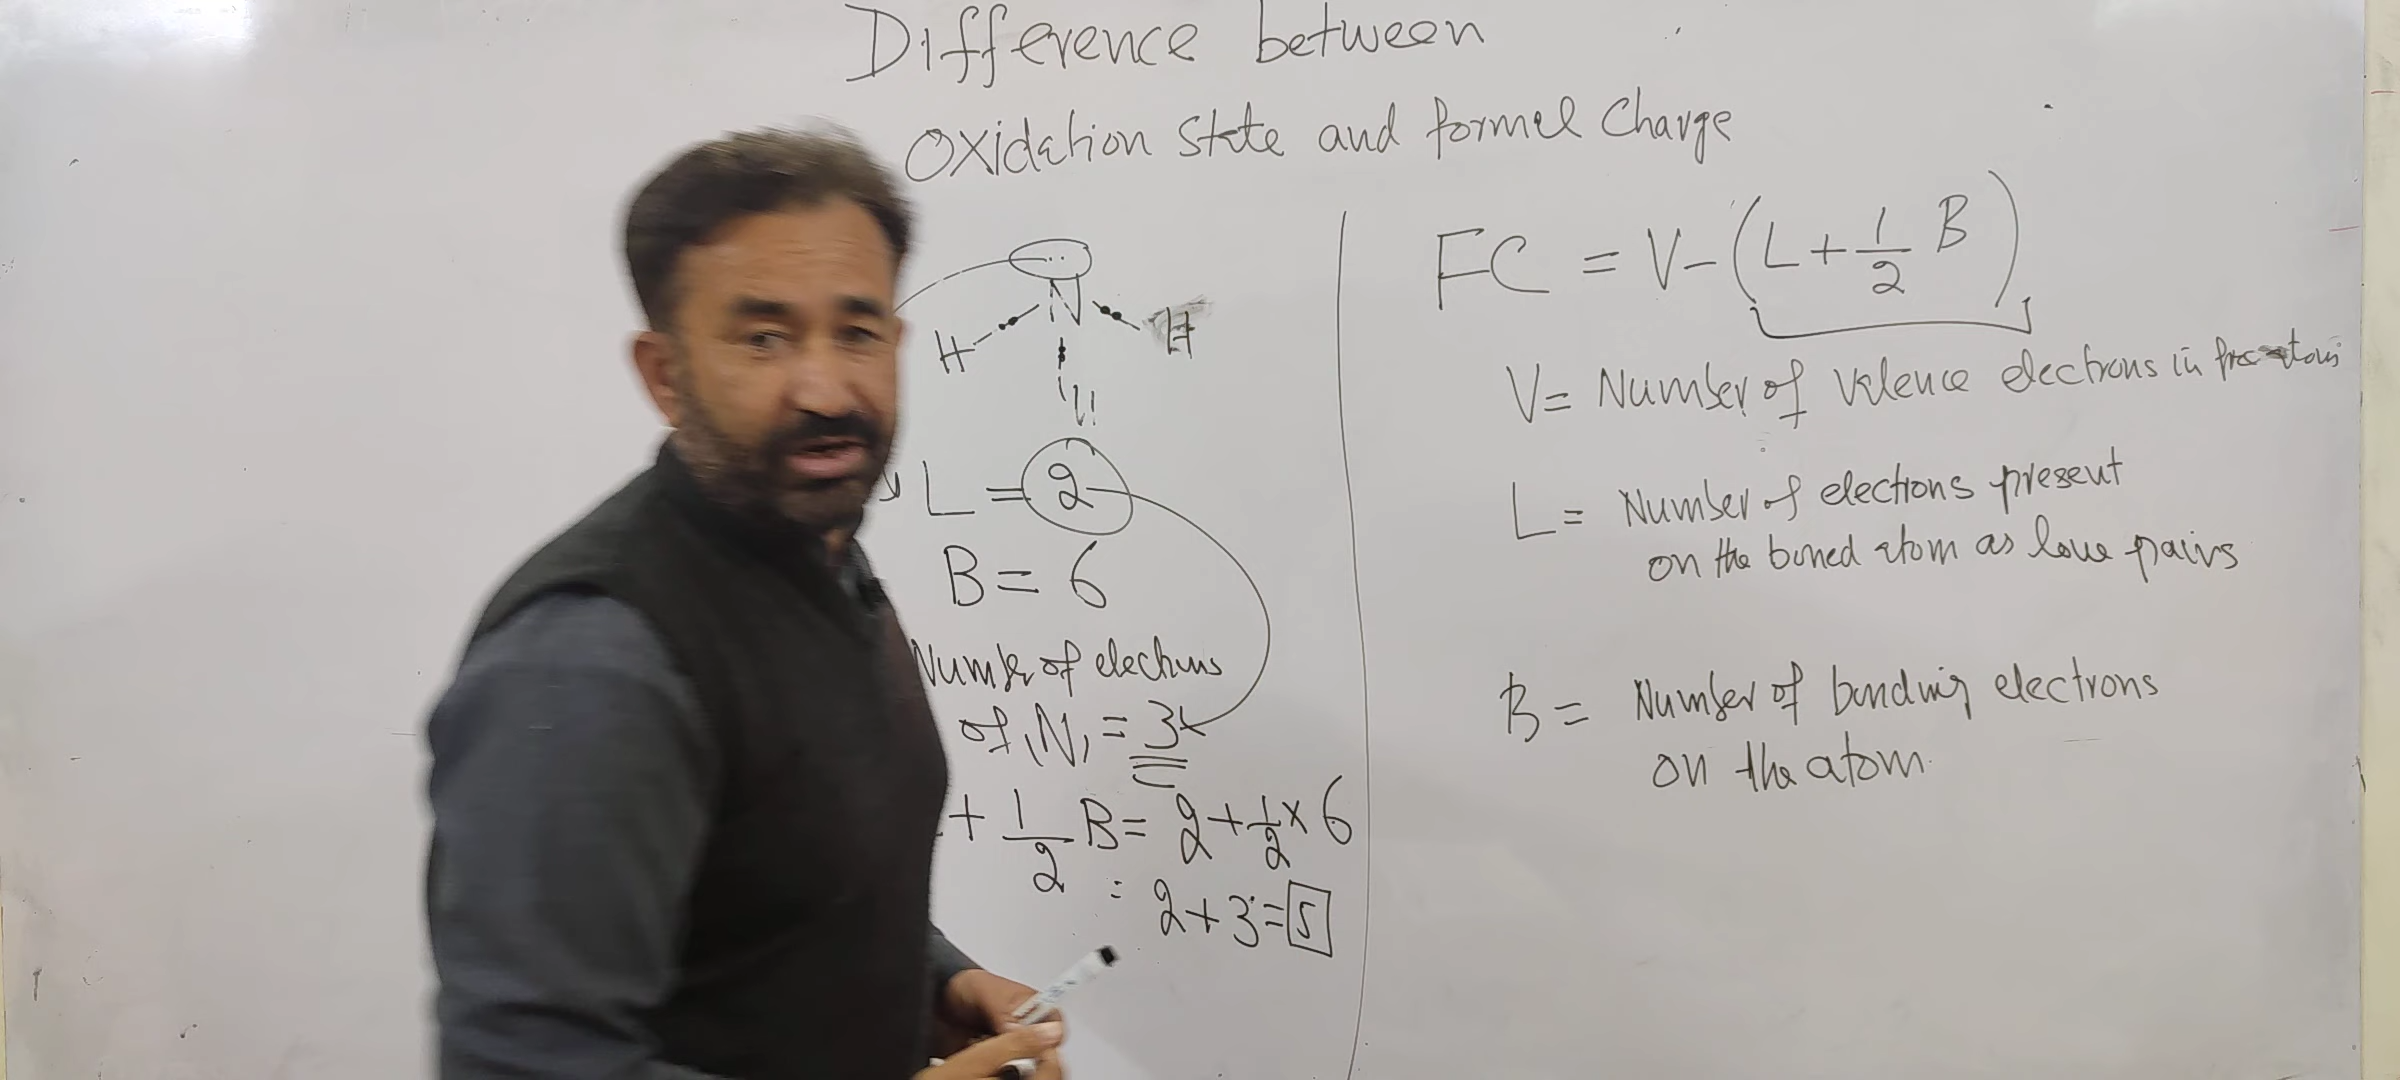 Difference between
Oxidation State and formel Charge
N
H H
H
L = 2
B = 6
Number of electrons
of N = 3
+ 1/2 B = 2 + 1/2 × 6
= 2 + 3 = 5
FC = V - (L + 1/2 B)
V = Number of Valence electrons in free atom
L = Number of electrons present
on the boned atom as lone pairs
B = Number of bonding electrons
on the atom